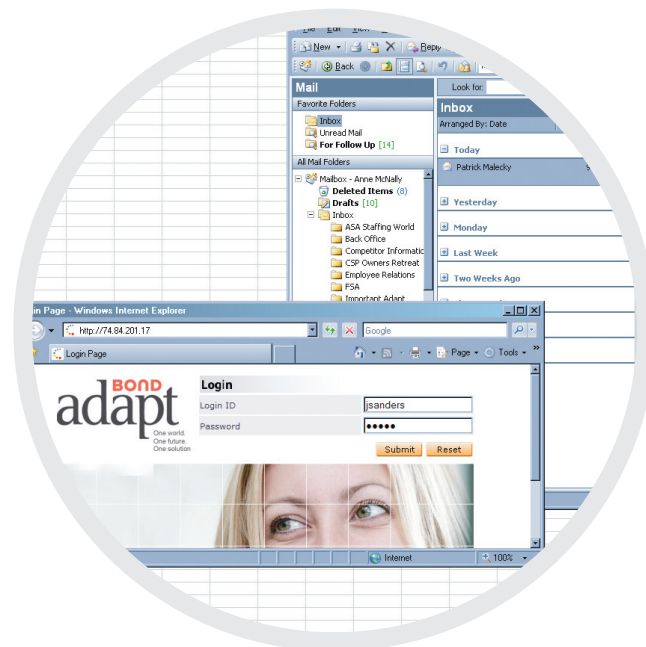 File Edit View
New Reply
Back
Mail
Look for:
Favorite Folders
Inbox
Inbox
Arranged By: Date
Unread Mail
For Follow Up [14]
Today
All Mail Folders
Patrick Malecky
Mailbox - Anne McNally
Deleted Items (8)
Drafts [10]
Yesterday
Inbox
ASA Staffing World
Monday
Back Office
Competitor Informatic
Last Week
CSP Owners Retreat
Employee Relations
Two Weeks Ago
FSA
Important Adapt
in Page - Windows Internet Explorer
http://74.84.201.17
Google
Login Page
Page
Tools
BOND
adapt
One world.
One future.
One solution
Login
Login ID
jsanders
Password
•••••
Submit Reset
Internet
100%